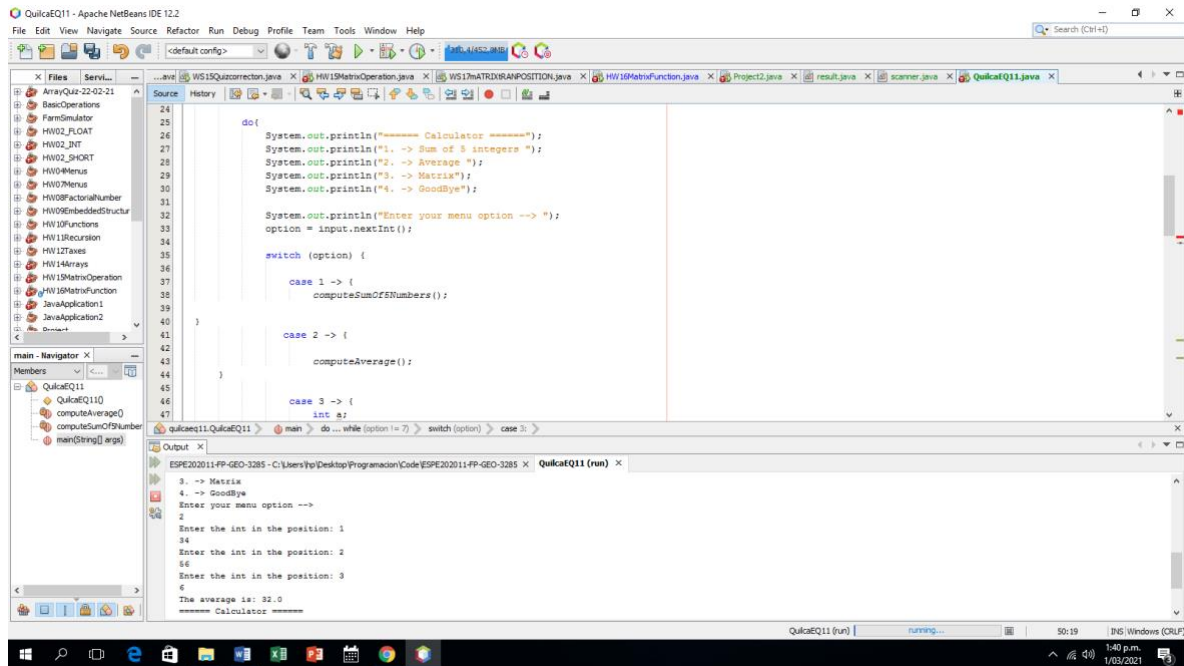 QuilcaEQ11 - Apache NetBeans IDE 12.2
File Edit View Navigate Source Refactor Run Debug Profile Team Tools Window Help
Search (Ctrl+I)
<default config>
Files Servi...
...ave WS15Quizcorrecton.java HW15MatrixOperation.java WS17mATRIXtRANPOSITION.java HW16MatrixFunction.java Project2.java result.java scanner.java QuilcaEQ11.java
Source History
ArrayQuiz-22-02-21
BasicOperations
FarmSimulator
HW02_FLOAT
HW02_INT
HW02_SHORT
HW04Menus
HW07Menus
HW08FactorialNumber
HW09EmbeddedStructur
HW10Functions
HW11Recursion
HW12Taxes
HW14Arrays
HW15MatrixOperation
HW16MatrixFunction
JavaApplication1
JavaApplication2
Project
24
25 do{
26 System.out.println("====== Calculator ======");
27 System.out.println("1. -> Sum of 5 integers ");
28 System.out.println("2. -> Average ");
29 System.out.println("3. -> Matrix");
30 System.out.println("4. -> GoodBye");
31
32 System.out.println("Enter your menu option --> ");
33 option = input.nextInt();
34
35 switch (option) {
36
37 case 1 -> {
38 computeSumOf5Numbers();
39
40 }
41 case 2 -> {
42
43 computeAverage();
44 }
45
46 case 3 -> {
47 int a;
quilcaeq11.QuilcaEQ11 main do ... while (option != 7) switch (option) case 3:
main - Navigator
Members <...
QuilcaEQ11
QuilcaEQ11()
computeAverage()
computeSumOf5Number
main(String[] args)
Output
ESPE202011-FP-GEO-3285 - C:\Users\hp\Desktop\Programacion\Code\ESPE202011-FP-GEO-3285 QuilcaEQ11 (run)
3. -> Matrix
4. -> GoodBye
Enter your menu option -->
2
Enter the int in the position: 1
34
Enter the int in the position: 2
56
Enter the int in the position: 3
6
The average is: 32.0
====== Calculator ======
QuilcaEQ11 (run) running... 50:19 INS Windows (CRLF)
1:40 p.m.
1/03/2021